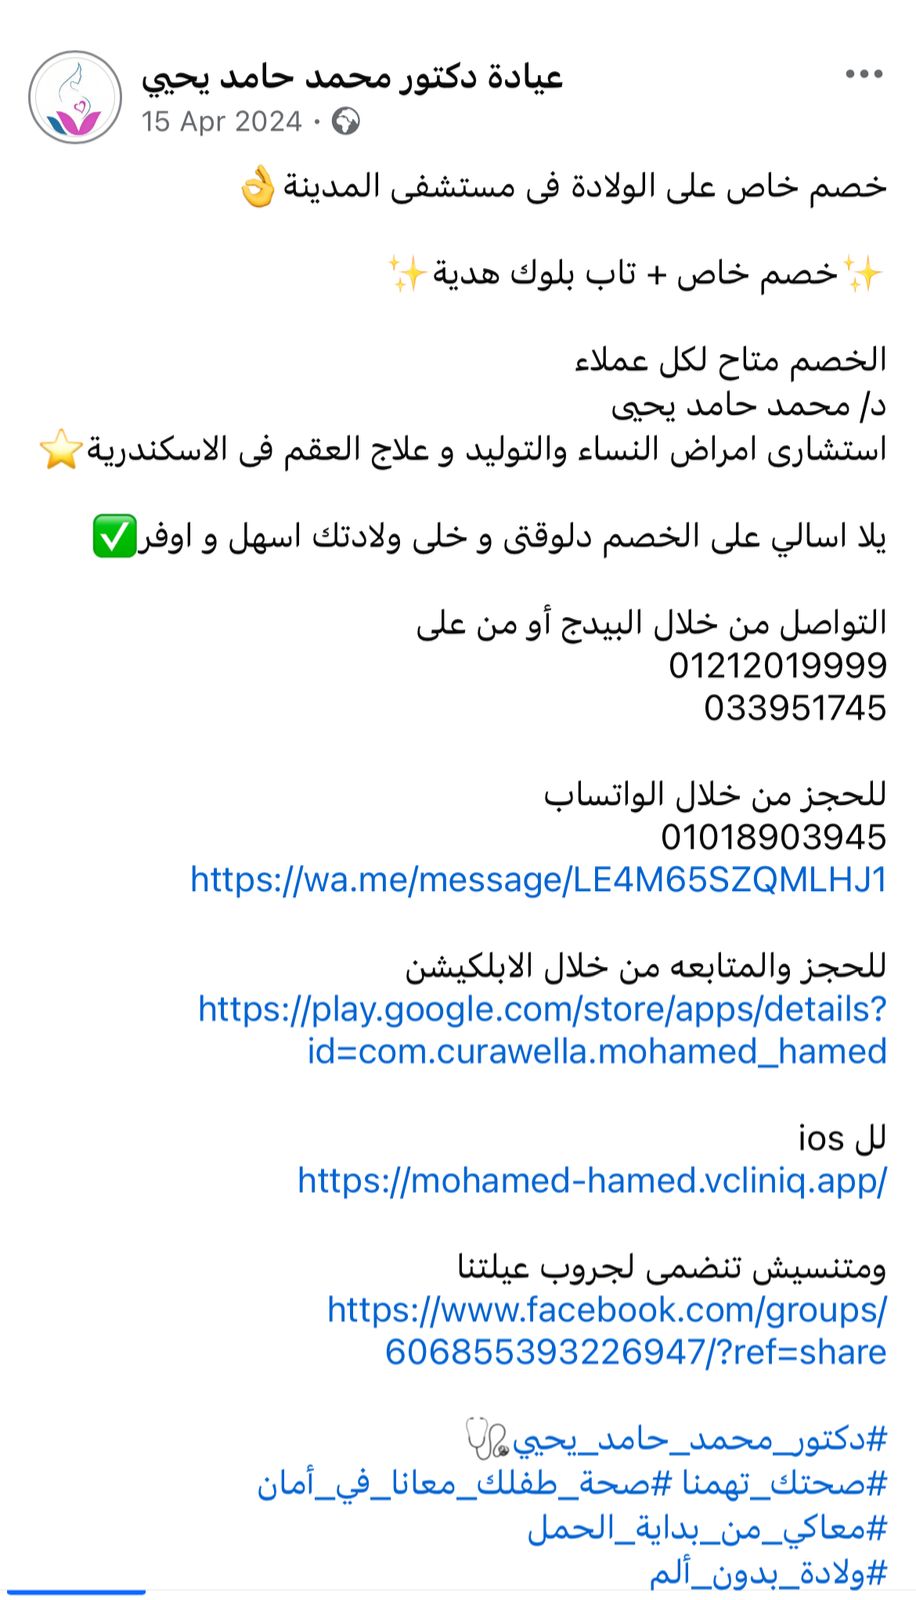 عيادة دكتور محمد حامد يحيي
15 Apr 2024 ·
خصم خاص على الولادة فى مستشفى المدينة👌
✨خصم خاص + تاب بلوك هدية✨
الخصم متاح لكل عملاء
د/ محمد حامد يحيى
استشارى امراض النساء والتوليد و علاج العقم فى الاسكندرية⭐
يلا اسالي على الخصم دلوقتى و خلى ولادتك اسهل و اوفر✅
التواصل من خلال البيدج أو من على
01212019999
033951745
للحجز من خلال الواتساب
01018903945
https://wa.me/message/LE4M65SZQMLHJ1
للحجز والمتابعه من خلال الابلكيشن
https://play.google.com/store/apps/details?
id=com.curawella.mohamed_hamed
لل ios
https://mohamed-hamed.vcliniq.app/
ومتنسيش تنضمى لجروب عيلتنا
https://www.facebook.com/groups/
606855393226947/?ref=share
#دكتور_محمد_حامد_يحيي🩺
#صحتك_تهمنا #صحة_طفلك_معانا_في_أمان
#معاكي_من_بداية_الحمل
#ولادة_بدون_ألم